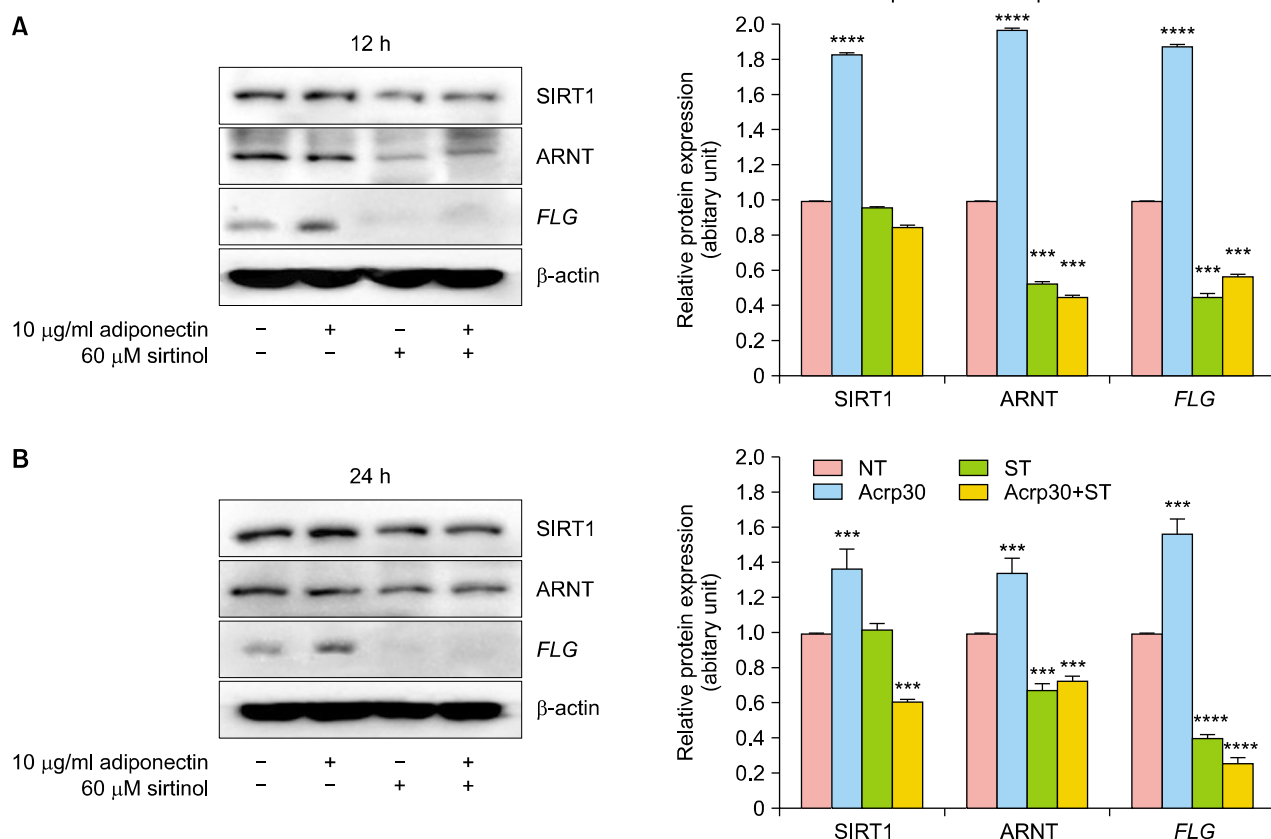 A
12 h
SIRT1
ARNT
FLG
β-actin
10 μg/ml adiponectin − + − +
60 μM sirtinol − − + +
Relative protein expression
(abitary unit)
2.0
1.8
1.6
1.4
1.2
1.0
0.8
0.6
0.4
0.2
0
**** **** ****
*** *** *** ***
SIRT1 ARNT FLG
B
24 h
SIRT1
ARNT
FLG
β-actin
10 μg/ml adiponectin − + − +
60 μM sirtinol − − + +
Relative protein expression
(abitary unit)
2.0
1.8
1.6
1.4
1.2
1.0
0.8
0.6
0.4
0.2
0
NT ST
Acrp30 Acrp30+ST
*** *** ***
*** *** *** **** ****
SIRT1 ARNT FLG